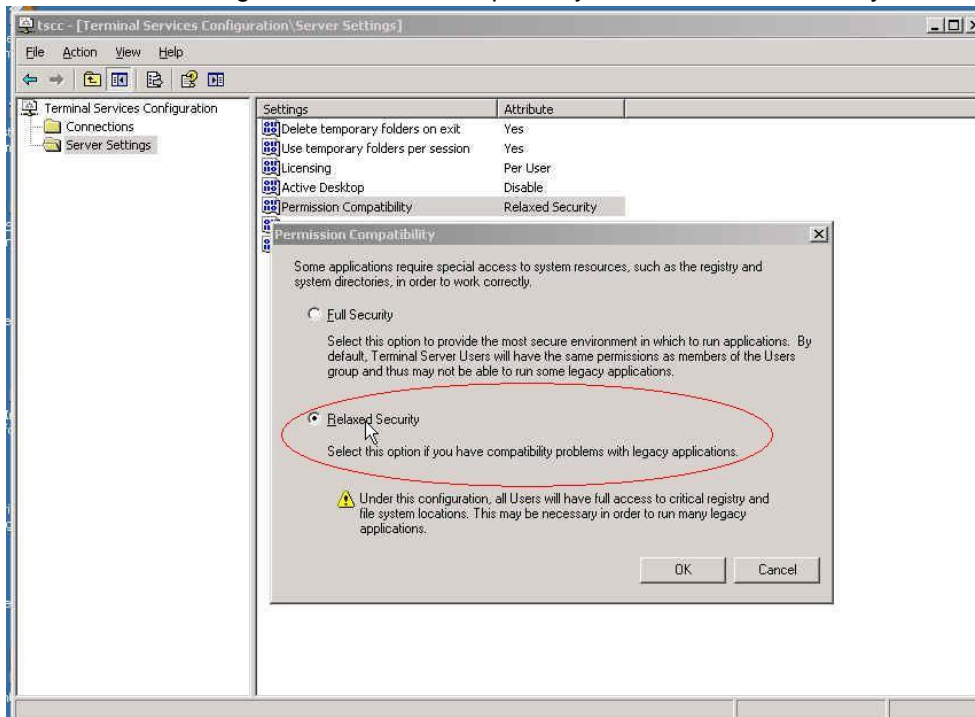 tscc - [Terminal Services Configuration\Server Settings]
File Action View Help
Terminal Services Configuration
Connections
Server Settings
Settings Attribute
Delete temporary folders on exit Yes
Use temporary folders per session Yes
Licensing Per User
Active Desktop Disable
Permission Compatibility Relaxed Security
Permission Compatibility
Some applications require special access to system resources, such as the registry and
system directories, in order to work correctly.
Full Security
Select this option to provide the most secure environment in which to run applications. By
default, Terminal Server Users will have the same permissions as members of the Users
group and thus may not be able to run some legacy applications.
Relaxed Security
Select this option if you have compatibility problems with legacy applications.
Under this configuration, all Users will have full access to critical registry and
file system locations. This may be necessary in order to run many legacy
applications.
OK Cancel